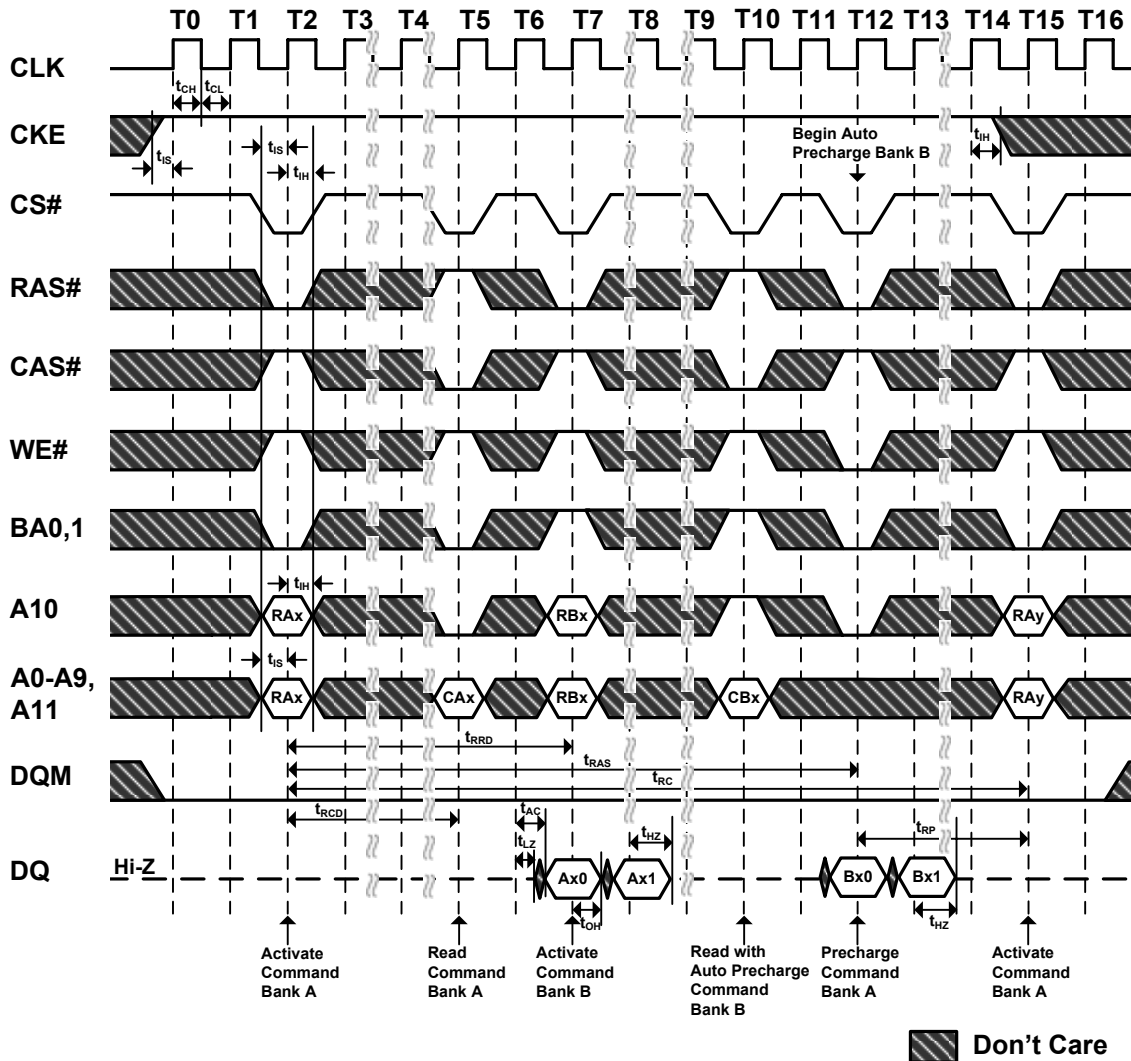 T0 T1 T2 T3 T4 T5 T6 T7 T8 T9 T10 T11 T12 T13 T14 T15 T16
CLK
tCH tCL
CKE
tIS
tIS
tIH
Begin Auto
Precharge Bank B
tIH
CS#
RAS#
CAS#
WE#
BA0,1
tIH
A10
RAx RBx RAy
tIS
A0-A9,
A11
RAx CAx RBx CBx RAy
tRRD
tRAS
DQM
tRC
tRCD
tAC
tLZ
tHZ
tRP
DQ
Hi-Z
Ax0 Ax1 Bx0 Bx1
tOH
tHZ
Activate
Command
Bank A
Read
Command
Bank A
Activate
Command
Bank B
Read with
Auto Precharge
Command
Bank B
Precharge
Command
Bank A
Activate
Command
Bank A
Don't Care